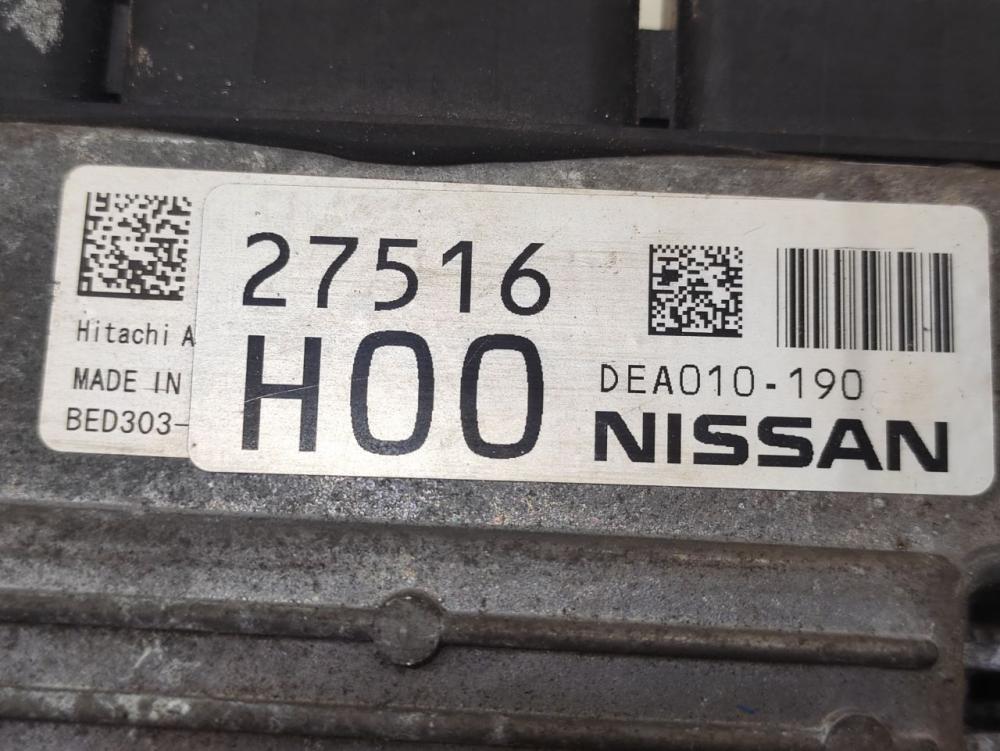 Hitachi A
MADE IN
BED303-
27516
H00
DEA010-190
NISSAN